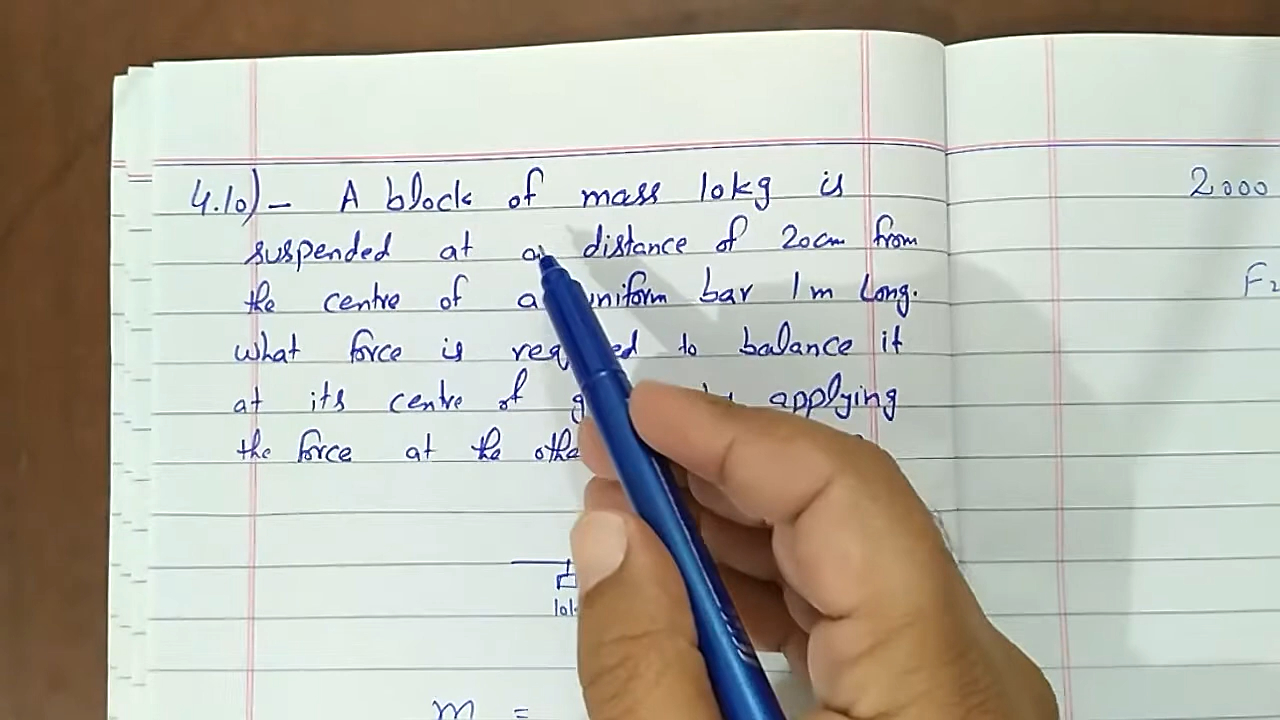 4.10)- A block of mass 10kg is
suspended at a distance of 20cm from
the centre of a uniform bar 1m long.
what force is to balance it
at its centre of applying
the force at the
m =
2000
F2